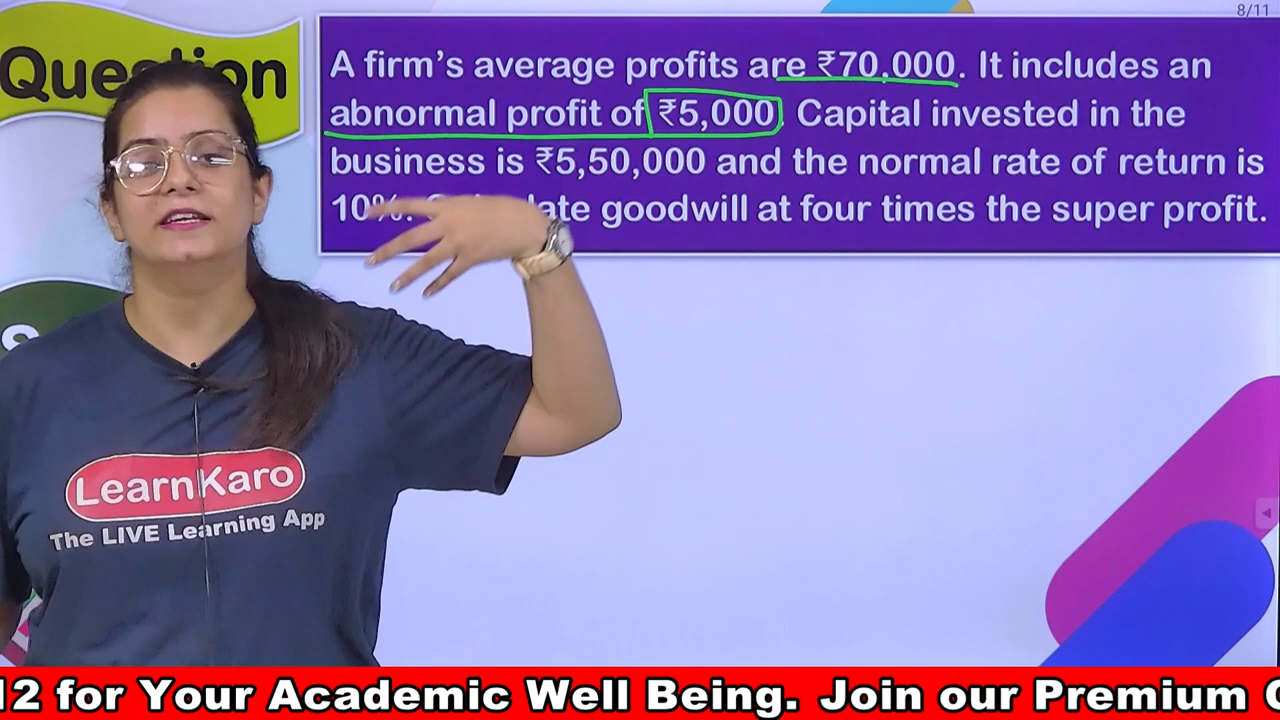 8/11
Question
A firm's average profits are ₹70,000. It includes an
abnormal profit of ₹5,000 Capital invested in the
business is ₹5,50,000 and the normal rate of return is
10%. goodwill at four times the super profit.
LearnKaro
The LIVE Learning App
12 for Your Academic Well Being. Join our Premium